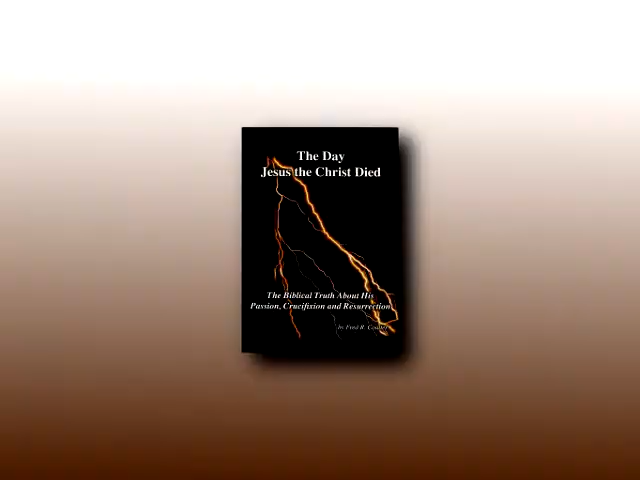 The Day
Jesus the Christ Died
The Biblical Truth About His
Passion, Crucifixion and Resurrection
by Fred R. Coulter